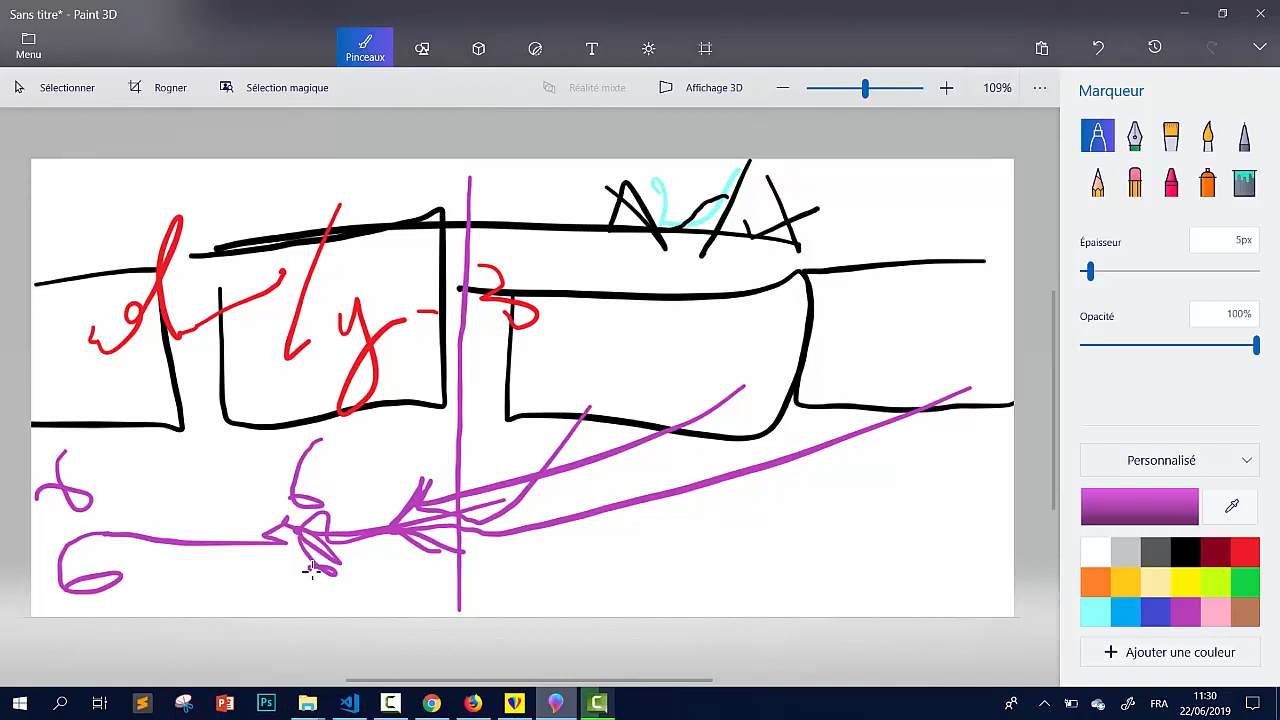 Sans titre* - Paint 3D
Menu
Pinceaux
Sélectionner
Rogner
Sélection magique
Réalité mixte
Affichage 3D
109%
Marqueur
Épaisseur
5px
Opacité
100%
Personnalisé
Ajouter une couleur
FRA
11:30
22/06/2019